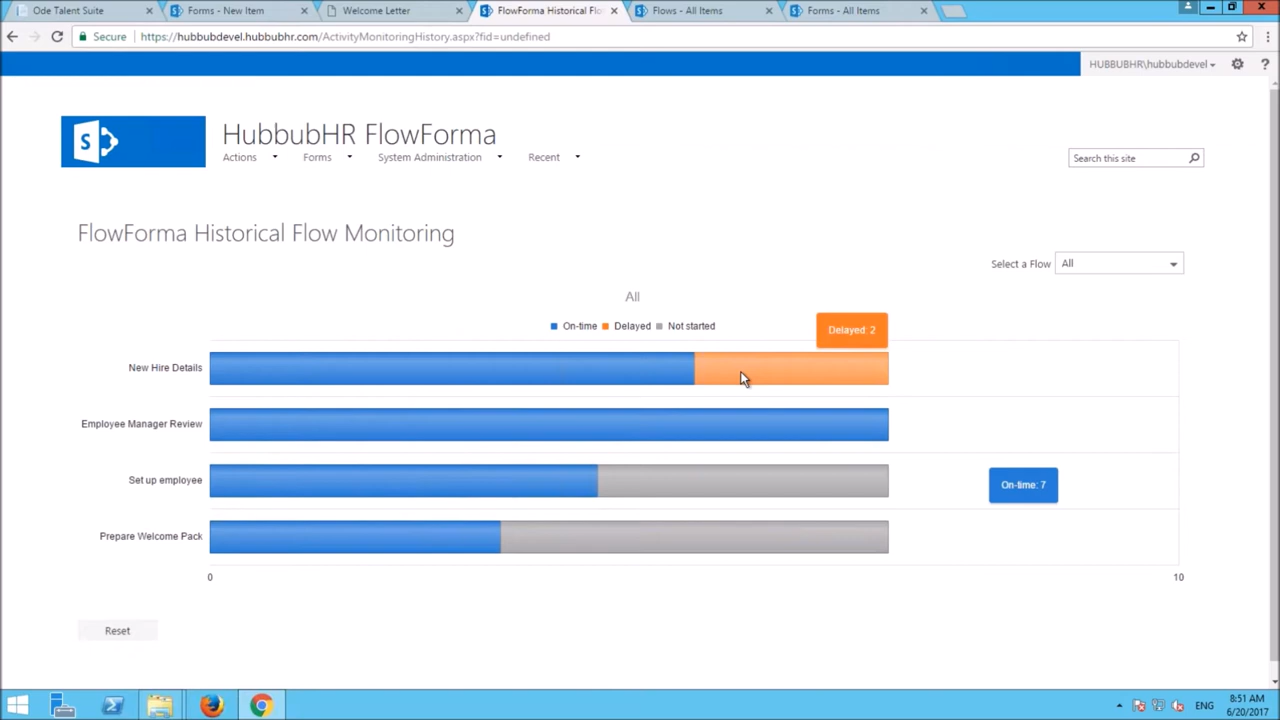 Ode Talent Suite
Forms - New Item
Welcome Letter
FlowForma Historical Flo
Flows - All Items
Forms - All Items
Secure
https://hubbubdevel.hubbubhr.com/ActivityMonitoringHistory.aspx?fid=undefined
HUBBUBHR\hubbubdevel
?
S
HubbubHR FlowForma
Actions Forms System Administration Recent
Search this site
FlowForma Historical Flow Monitoring
Select a Flow All
All
On-time Delayed Not started
Delayed: 2
New Hire Details
Employee Manager Review
Set up employee
On-time: 7
Prepare Welcome Pack
0 10
Reset
ENG
8:51 AM
6/20/2017